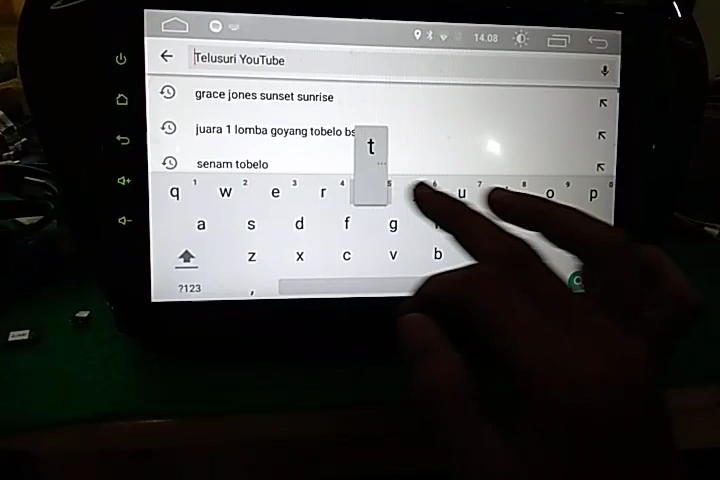 14.08
Telusuri YouTube
grace jones sunset sunrise
juara 1 lomba goyang tobelo bs
senam tobelo
t
...
q 1 w 2 e 3 r 4 5 6 u 7 8 o 9 p 0
a s d f g
z x c v b
?123 ,